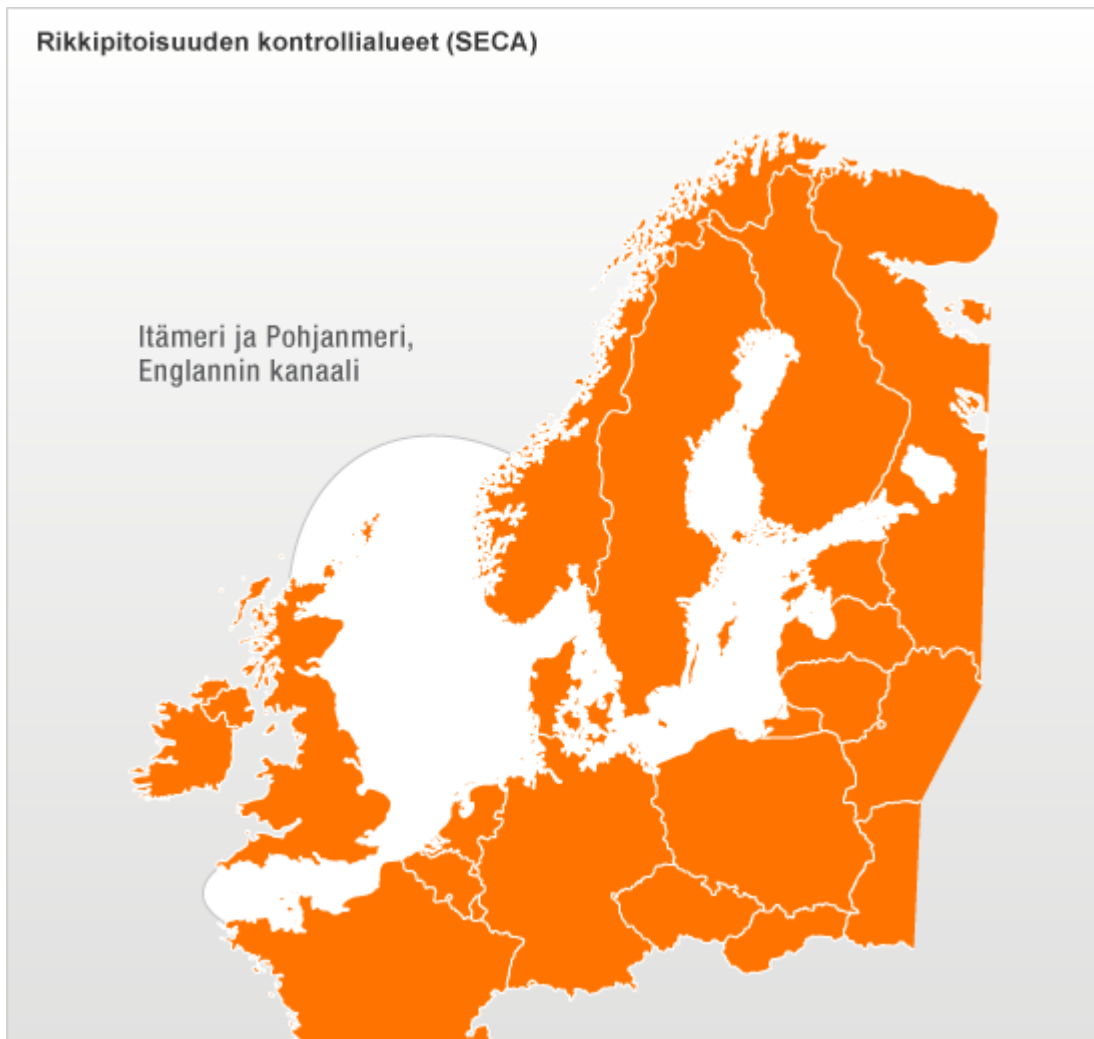 Rikkipitoisuuden kontrollialueet (SECA)
Itämeri ja Pohjanmeri,
Englannin kanaali